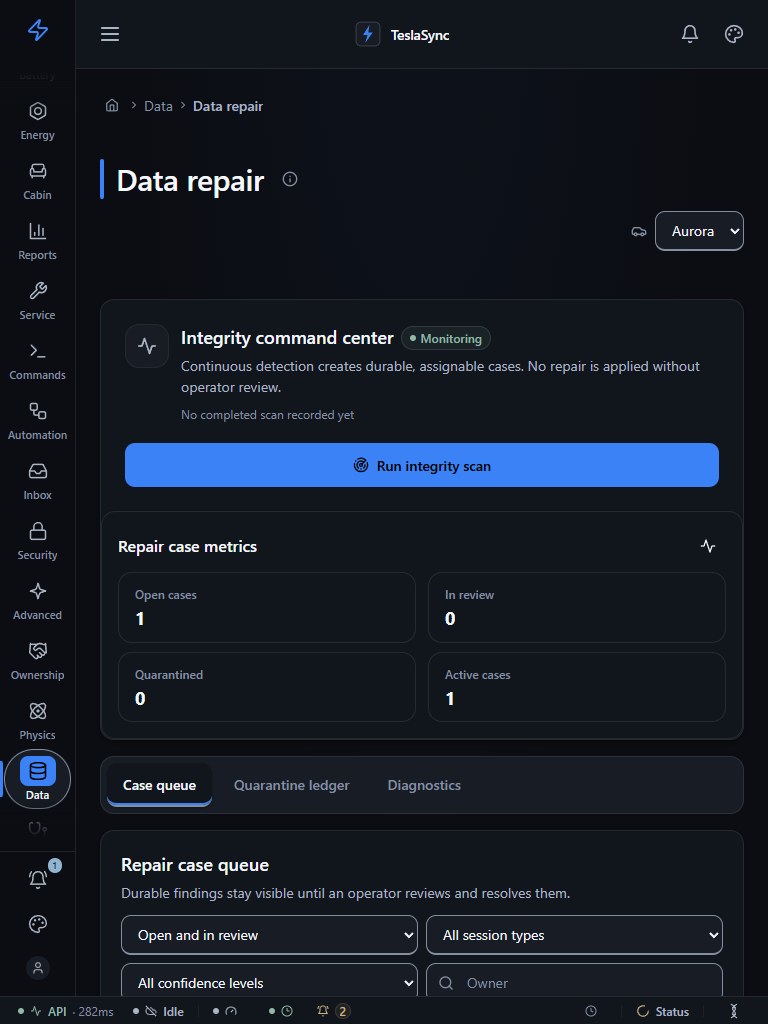 TeslaSync
Battery
Energy
Cabin
Reports
Service
Commands
Automation
Inbox
Security
Advanced
Ownership
Physics
Data
1
Data
Data repair
Data repair
Aurora
Integrity command center
Monitoring
Continuous detection creates durable, assignable cases. No repair is applied without
operator review.
No completed scan recorded yet
Run integrity scan
Repair case metrics
Open cases
1
In review
0
Quarantined
0
Active cases
1
Case queue
Quarantine ledger
Diagnostics
Repair case queue
Durable findings stay visible until an operator reviews and resolves them.
Open and in review
All session types
All confidence levels
Owner
API · 282ms
Idle
2
Status